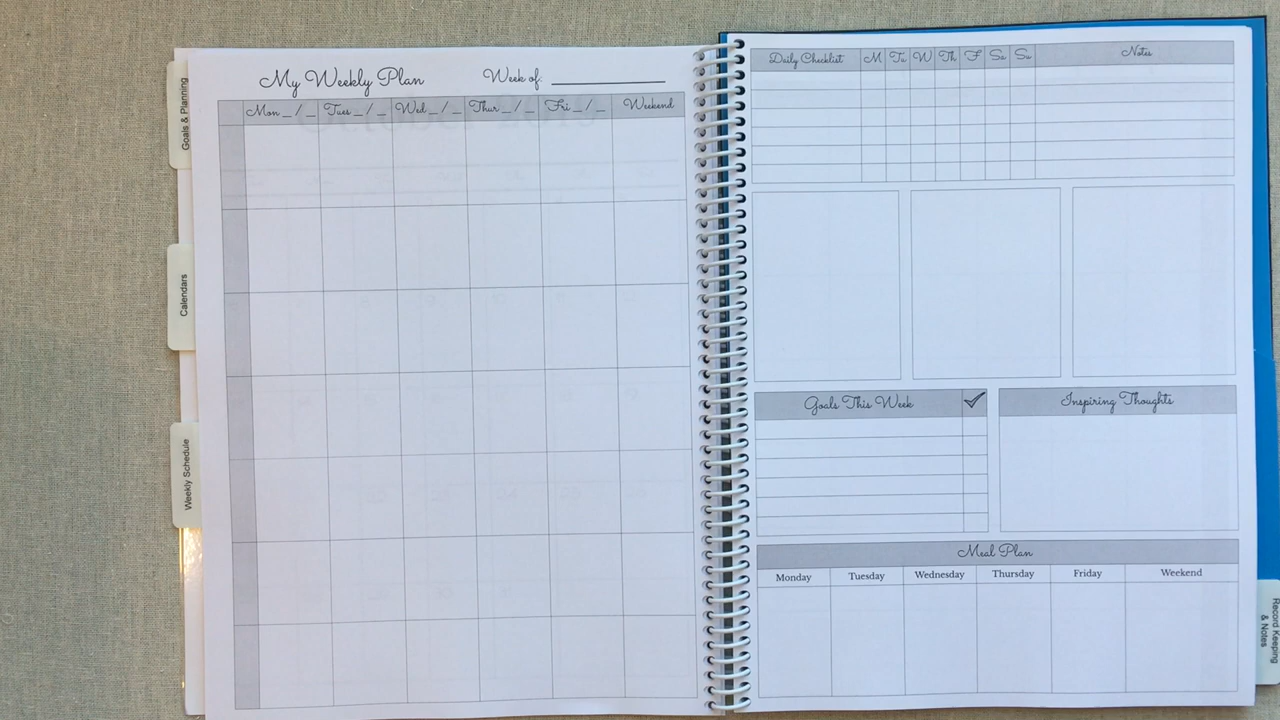 My Weekly Plan Week of:
Mon _ / _ Tues _ / _ Wed _ / _ Thur _ / _ Fri _ / _ Weekend
Goals & Planning
Calendars
Weekly Schedule
Daily Checklist M Tu W Th F Sa Su Notes
Goals This Week ✓
Inspiring Thoughts
Meal Plan
Monday Tuesday Wednesday Thursday Friday Weekend
Record Keeping
& Notes